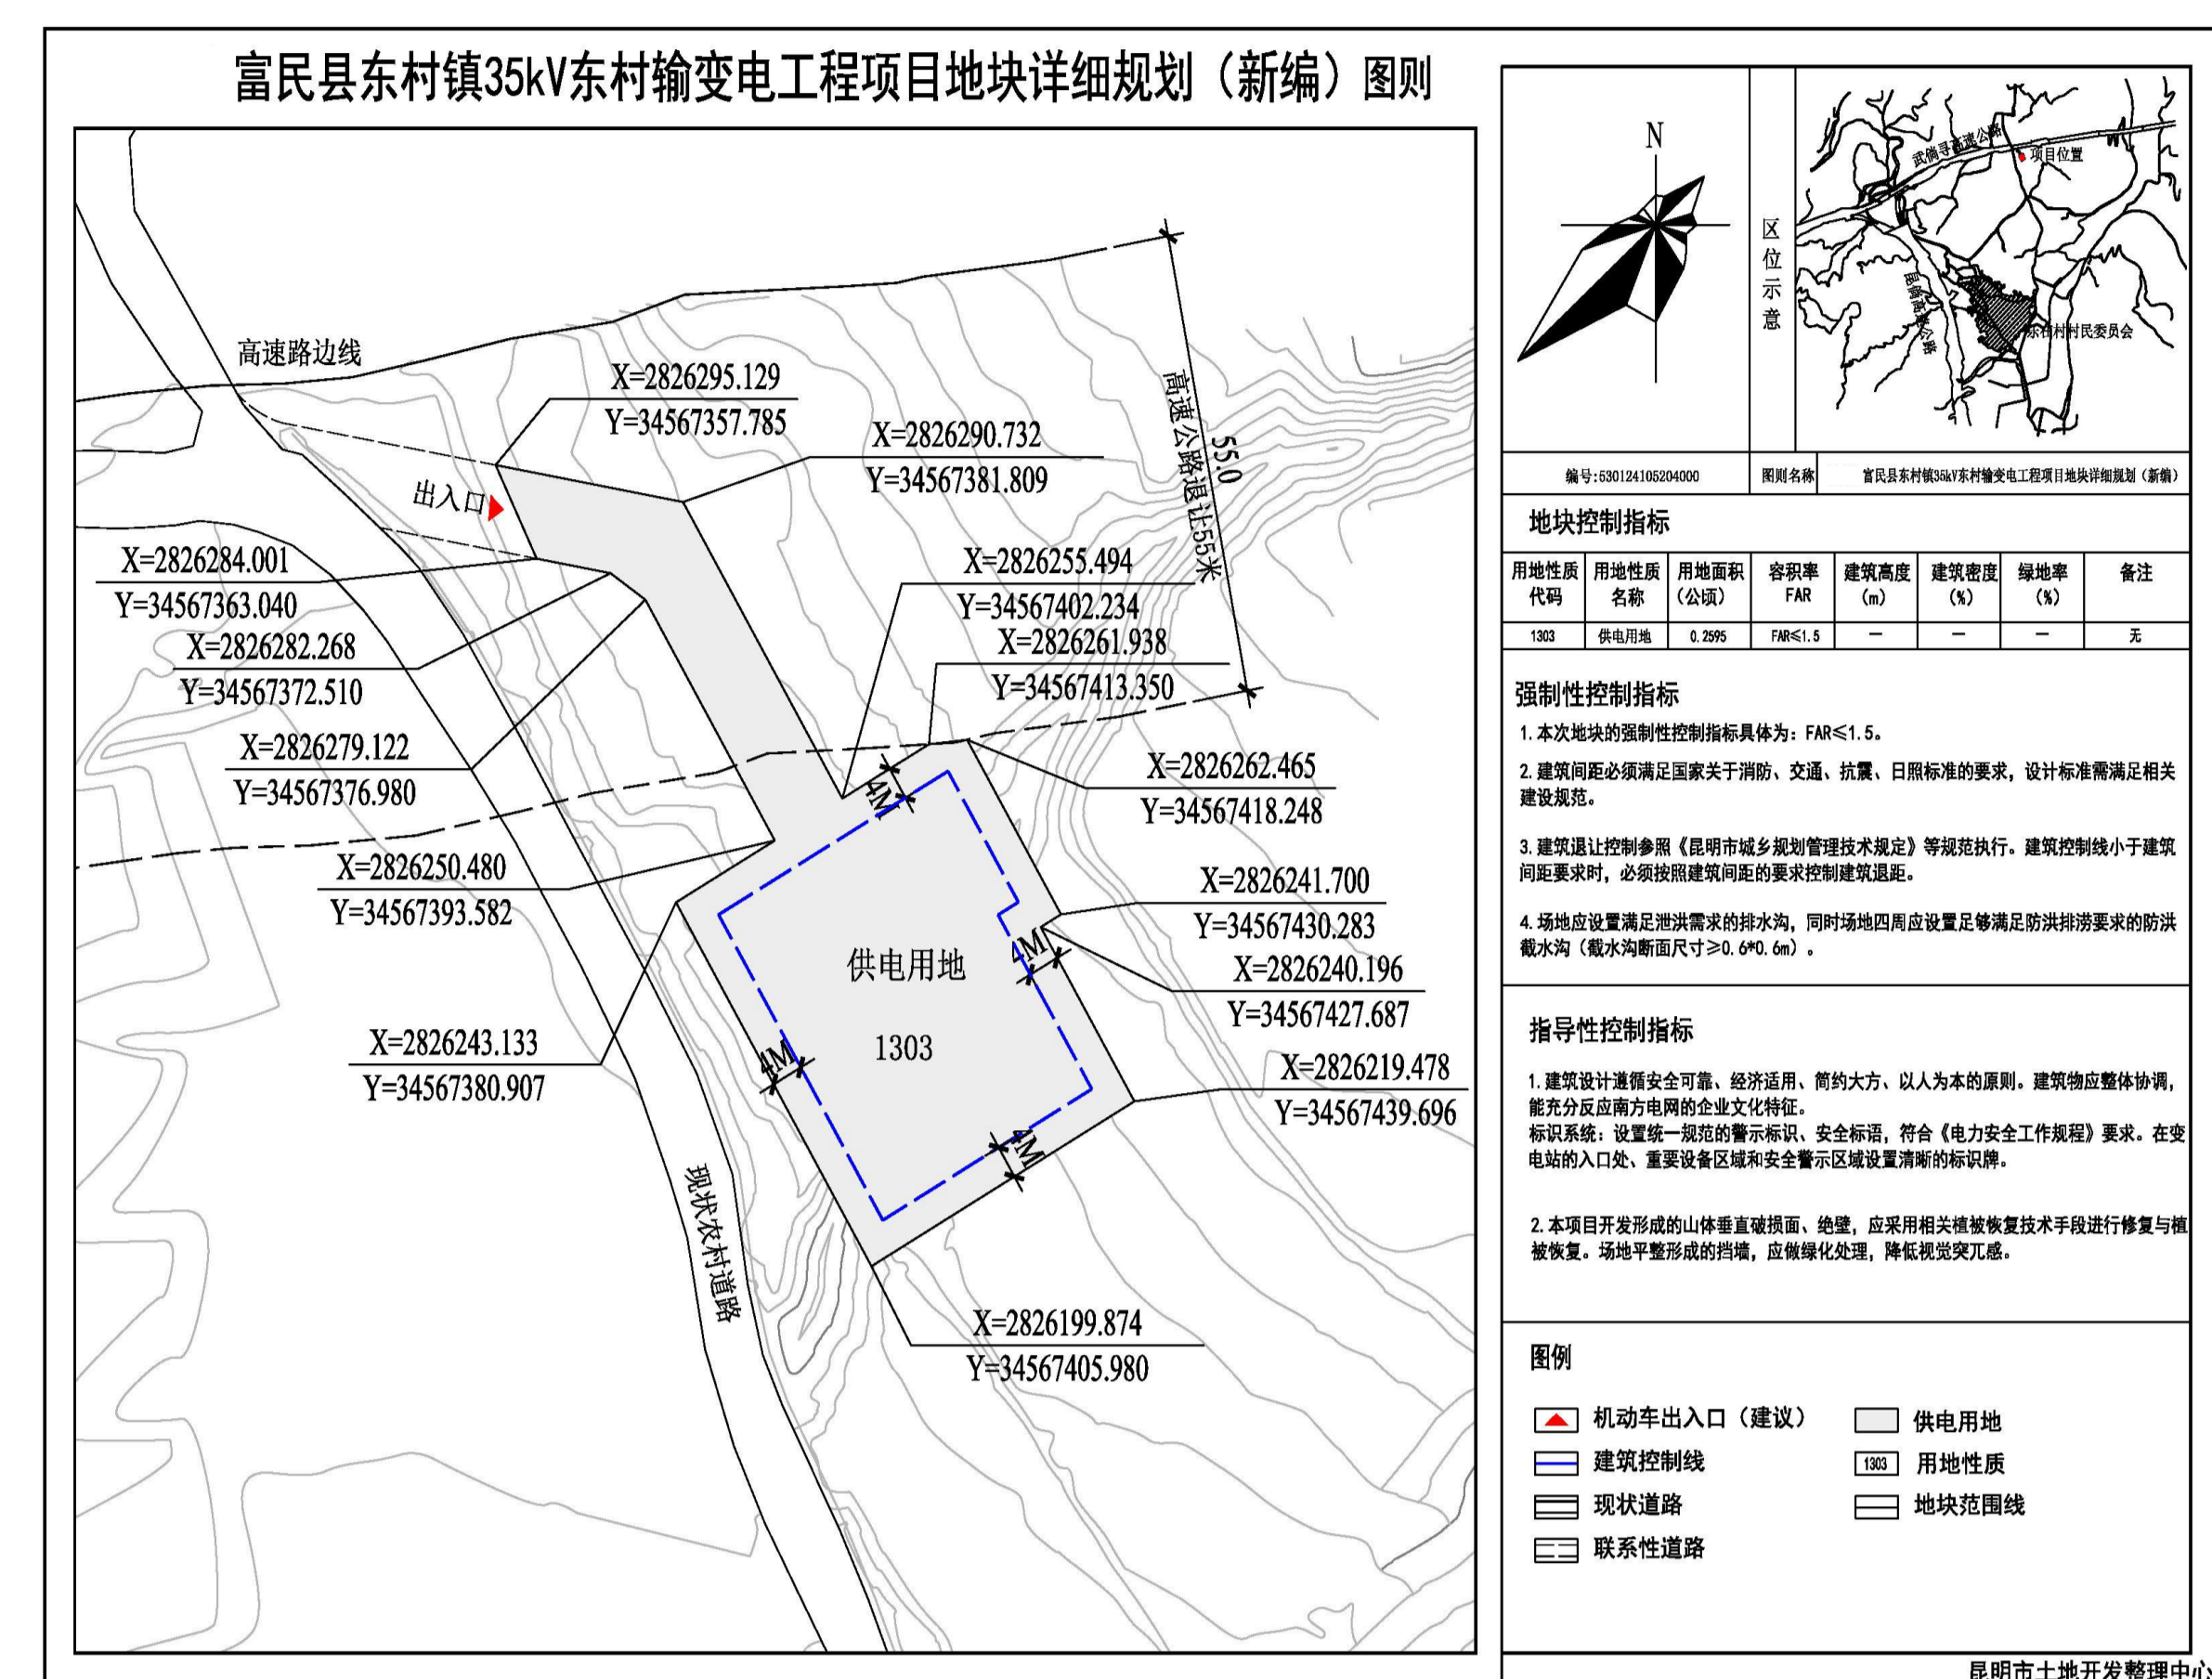 富民县东村镇35kV东村输变电工程项目地块详细规划（新编）图则
高速路边线
X=2826295.129
Y=34567357.785
X=2826290.732
Y=34567381.809
高速公路退让55米
55.0
出入口
X=2826284.001
Y=34567363.040
X=2826255.494
Y=34567402.234
X=2826282.268
Y=34567372.510
X=2826261.938
Y=34567413.350
X=2826279.122
Y=34567376.980
X=2826262.465
Y=34567418.248
4M
X=2826250.480
Y=34567393.582
X=2826241.700
Y=34567430.283
4M
供电用地
X=2826240.196
Y=34567427.687
X=2826243.133
Y=34567380.907
1303
4M
X=2826219.478
Y=34567439.696
4M
现状农村道路
X=2826199.874
Y=34567405.980
N
区位示意
武倘寻高速公路
项目位置
昆倘高速公路
村民委员会
编号:530124105204000
图则名称
富民县东村镇35kV东村输变电工程项目地块详细规划（新编）
地块控制指标
用地性质代码 用地性质名称 用地面积（公顷） 容积率FAR 建筑高度（m） 建筑密度（%） 绿地率（%） 备注
1303 供电用地 0.2595 FAR≤1.5 — — — 无
强制性控制指标
1.本次地块的强制性控制指标具体为：FAR≤1.5。
2.建筑间距必须满足国家关于消防、交通、抗震、日照标准的要求，设计标准需满足相关
建设规范。
3.建筑退让控制参照《昆明市城乡规划管理技术规定》等规范执行。建筑控制线小于建筑
间距要求时，必须按照建筑间距的要求控制建筑退距。
4.场地应设置满足泄洪需求的排水沟，同时场地四周应设置足够满足防洪排涝要求的防洪
截水沟（截水沟断面尺寸≥0.6*0.6m）。
指导性控制指标
1.建筑设计遵循安全可靠、经济适用、简约大方、以人为本的原则。建筑物应整体协调，
能充分反应南方电网的企业文化特征。
标识系统：设置统一规范的警示标识、安全标语，符合《电力安全工作规程》要求。在变
电站的入口处、重要设备区域和安全警示区域设置清晰的标识牌。
2.本项目开发形成的山体垂直破损面、绝壁，应采用相关植被恢复技术手段进行修复与植
被恢复。场地平整形成的挡墙，应做绿化处理，降低视觉突兀感。
图例
机动车出入口（建议）
供电用地
建筑控制线
1303 用地性质
现状道路
地块范围线
联系性道路
昆明市土地开发整理中心